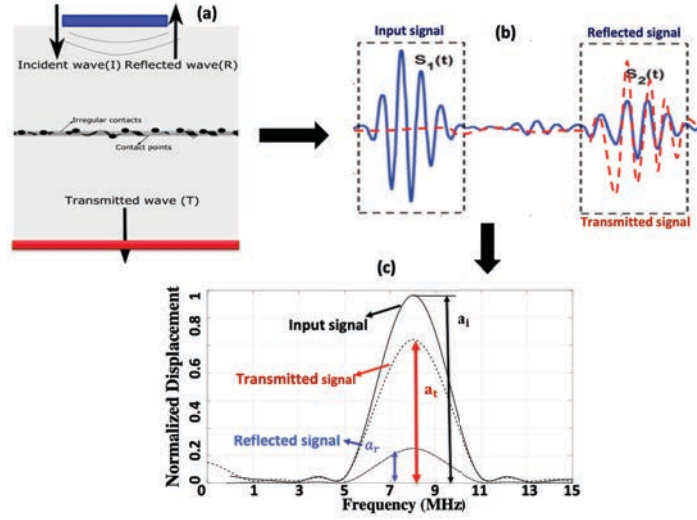 (a)
Incident wave(I) Reflected wave(R)
Irregular contacts
Contact points
Transmitted wave (T)
Input signal
(b)
Reflected signal
S1(t)
S2(t)
Transmitted signal
(c)
Normalized Displacement
1
0.8
0.6
0.4
0.2
0
Input signal
Transmitted signal
Reflected signal
ai
at
ar
0 1 3 5 7 9 11 13 15
Frequency (MHz)